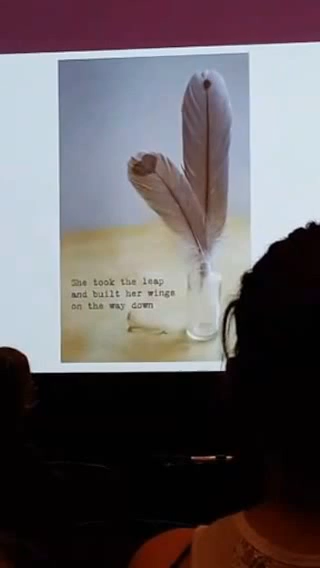 She took the leap
and built her wings
on the way down